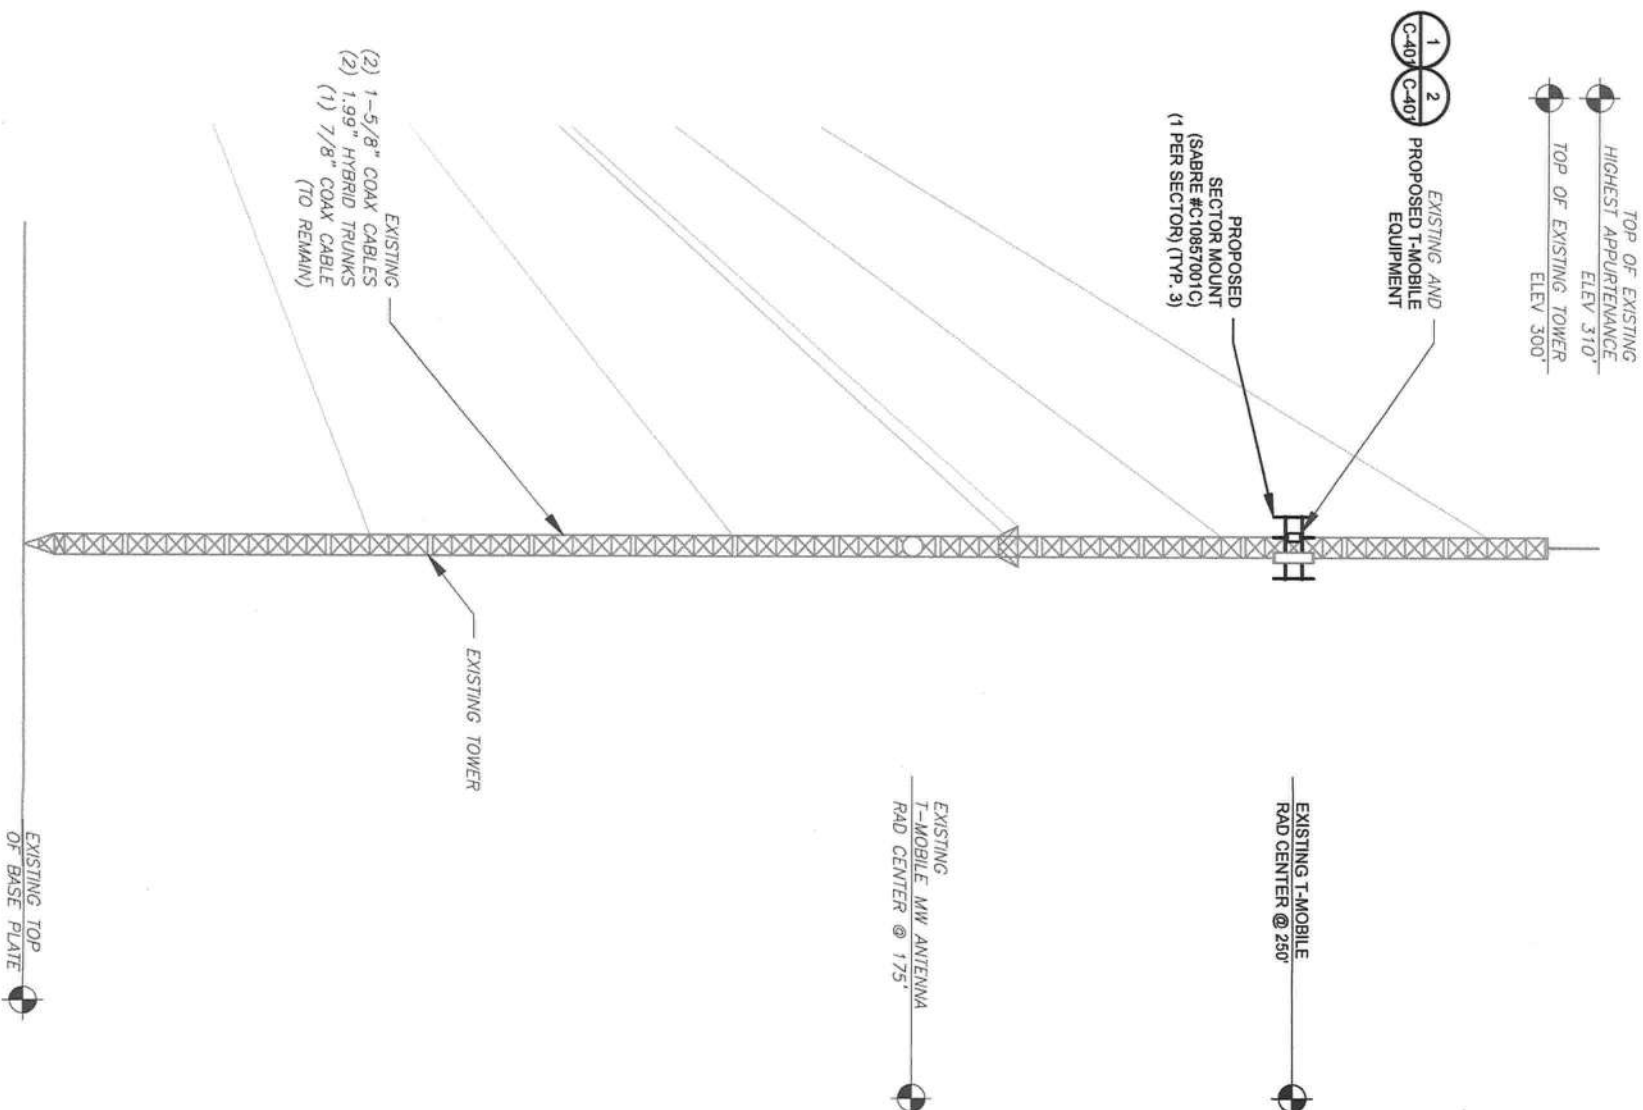 TOP OF EXISTING
HIGHEST APPURTENANCE
ELEV 310'
TOP OF EXISTING TOWER
ELEV 300'
1
C-401
2
C-401
EXISTING AND
PROPOSED T-MOBILE
EQUIPMENT
PROPOSED
SECTOR MOUNT
(SABRE #C10857001C)
(1 PER SECTOR) (TYP. 3)
EXISTING T-MOBILE
RAD CENTER @ 250'
EXISTING
T-MOBILE MW ANTENNA
RAD CENTER @ 175'
EXISTING TOWER
EXISTING
(2) 1-5/8" COAX CABLES
(2) 1.99" HYBRID TRUNKS
(1) 7/8" COAX CABLE
(TO REMAIN)
EXISTING TOP
OF BASE PLATE